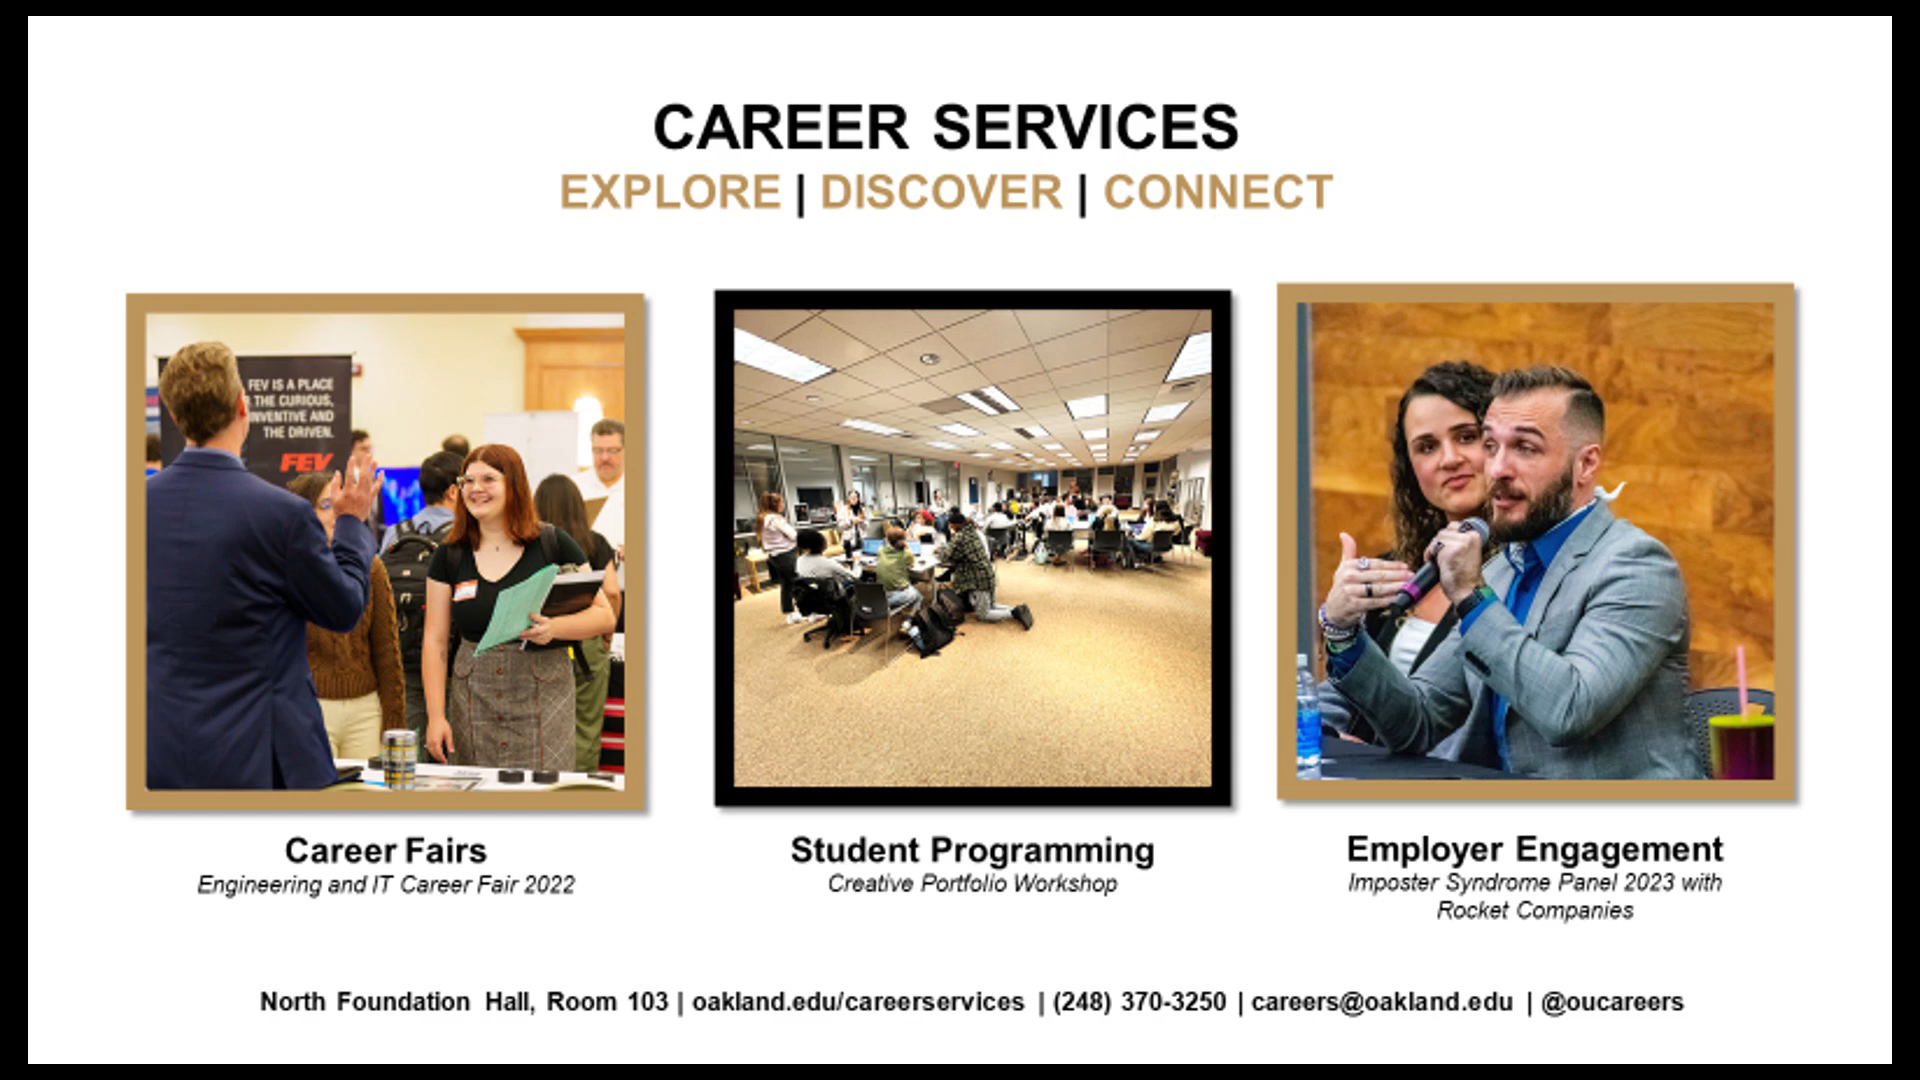 CAREER SERVICES
EXPLORE | DISCOVER | CONNECT
FEV IS A PLACE
THE CURIOUS,
INVENTIVE AND
THE DRIVEN.
FEV
Career Fairs
Engineering and IT Career Fair 2022
Student Programming
Creative Portfolio Workshop
Employer Engagement
Imposter Syndrome Panel 2023 with
Rocket Companies
North Foundation Hall, Room 103 | oakland.edu/careerservices | (248) 370-3250 | careers@oakland.edu | @oucareers